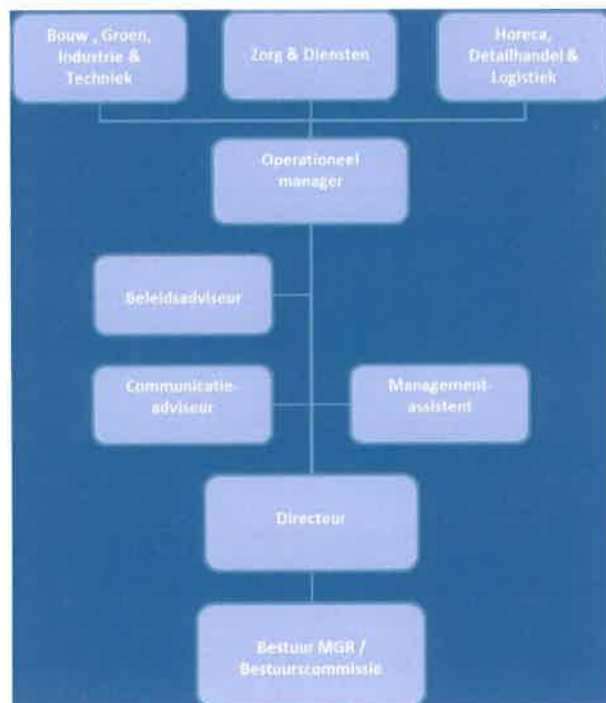 Bouw , Groen,
Industrie &
Techniek
Zorg & Diensten
Horeca,
Detailhandel &
Logistiek
Operationeel
manager
Beleidsadviseur
Communicatie-
adviseur
Management-
assistent
Directeur
Bestuur MGR /
Bestuurscommissie